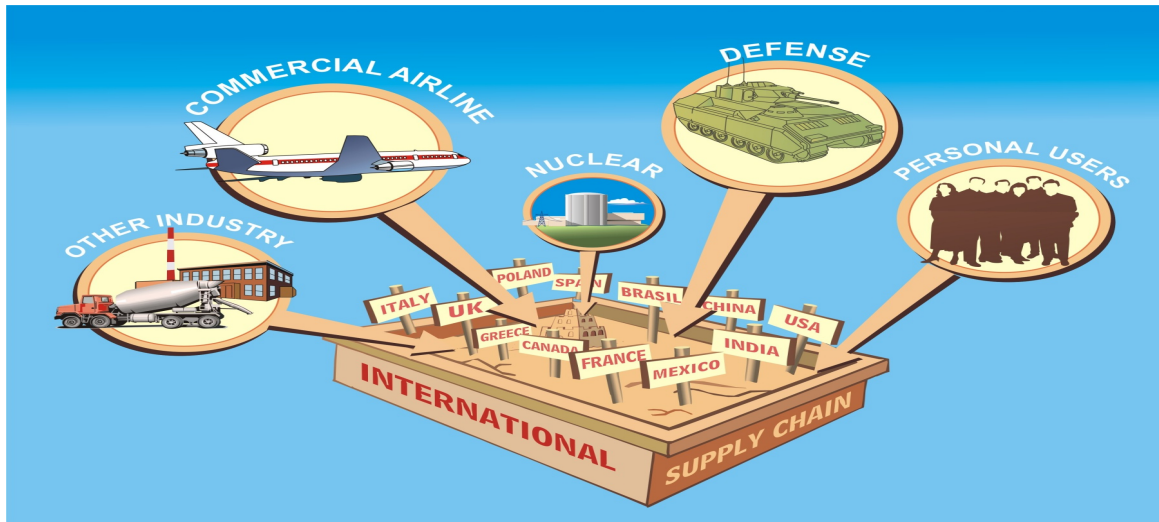 COMMERCIAL AIRLINE
DEFENSE
NUCLEAR
PERSONAL USERS
OTHER INDUSTRY
POLAND
SPAIN
ITALY
UK
BRASIL
CHINA
USA
GREECE
CANADA
FRANCE
INDIA
MEXICO
INTERNATIONAL
SUPPLY CHAIN